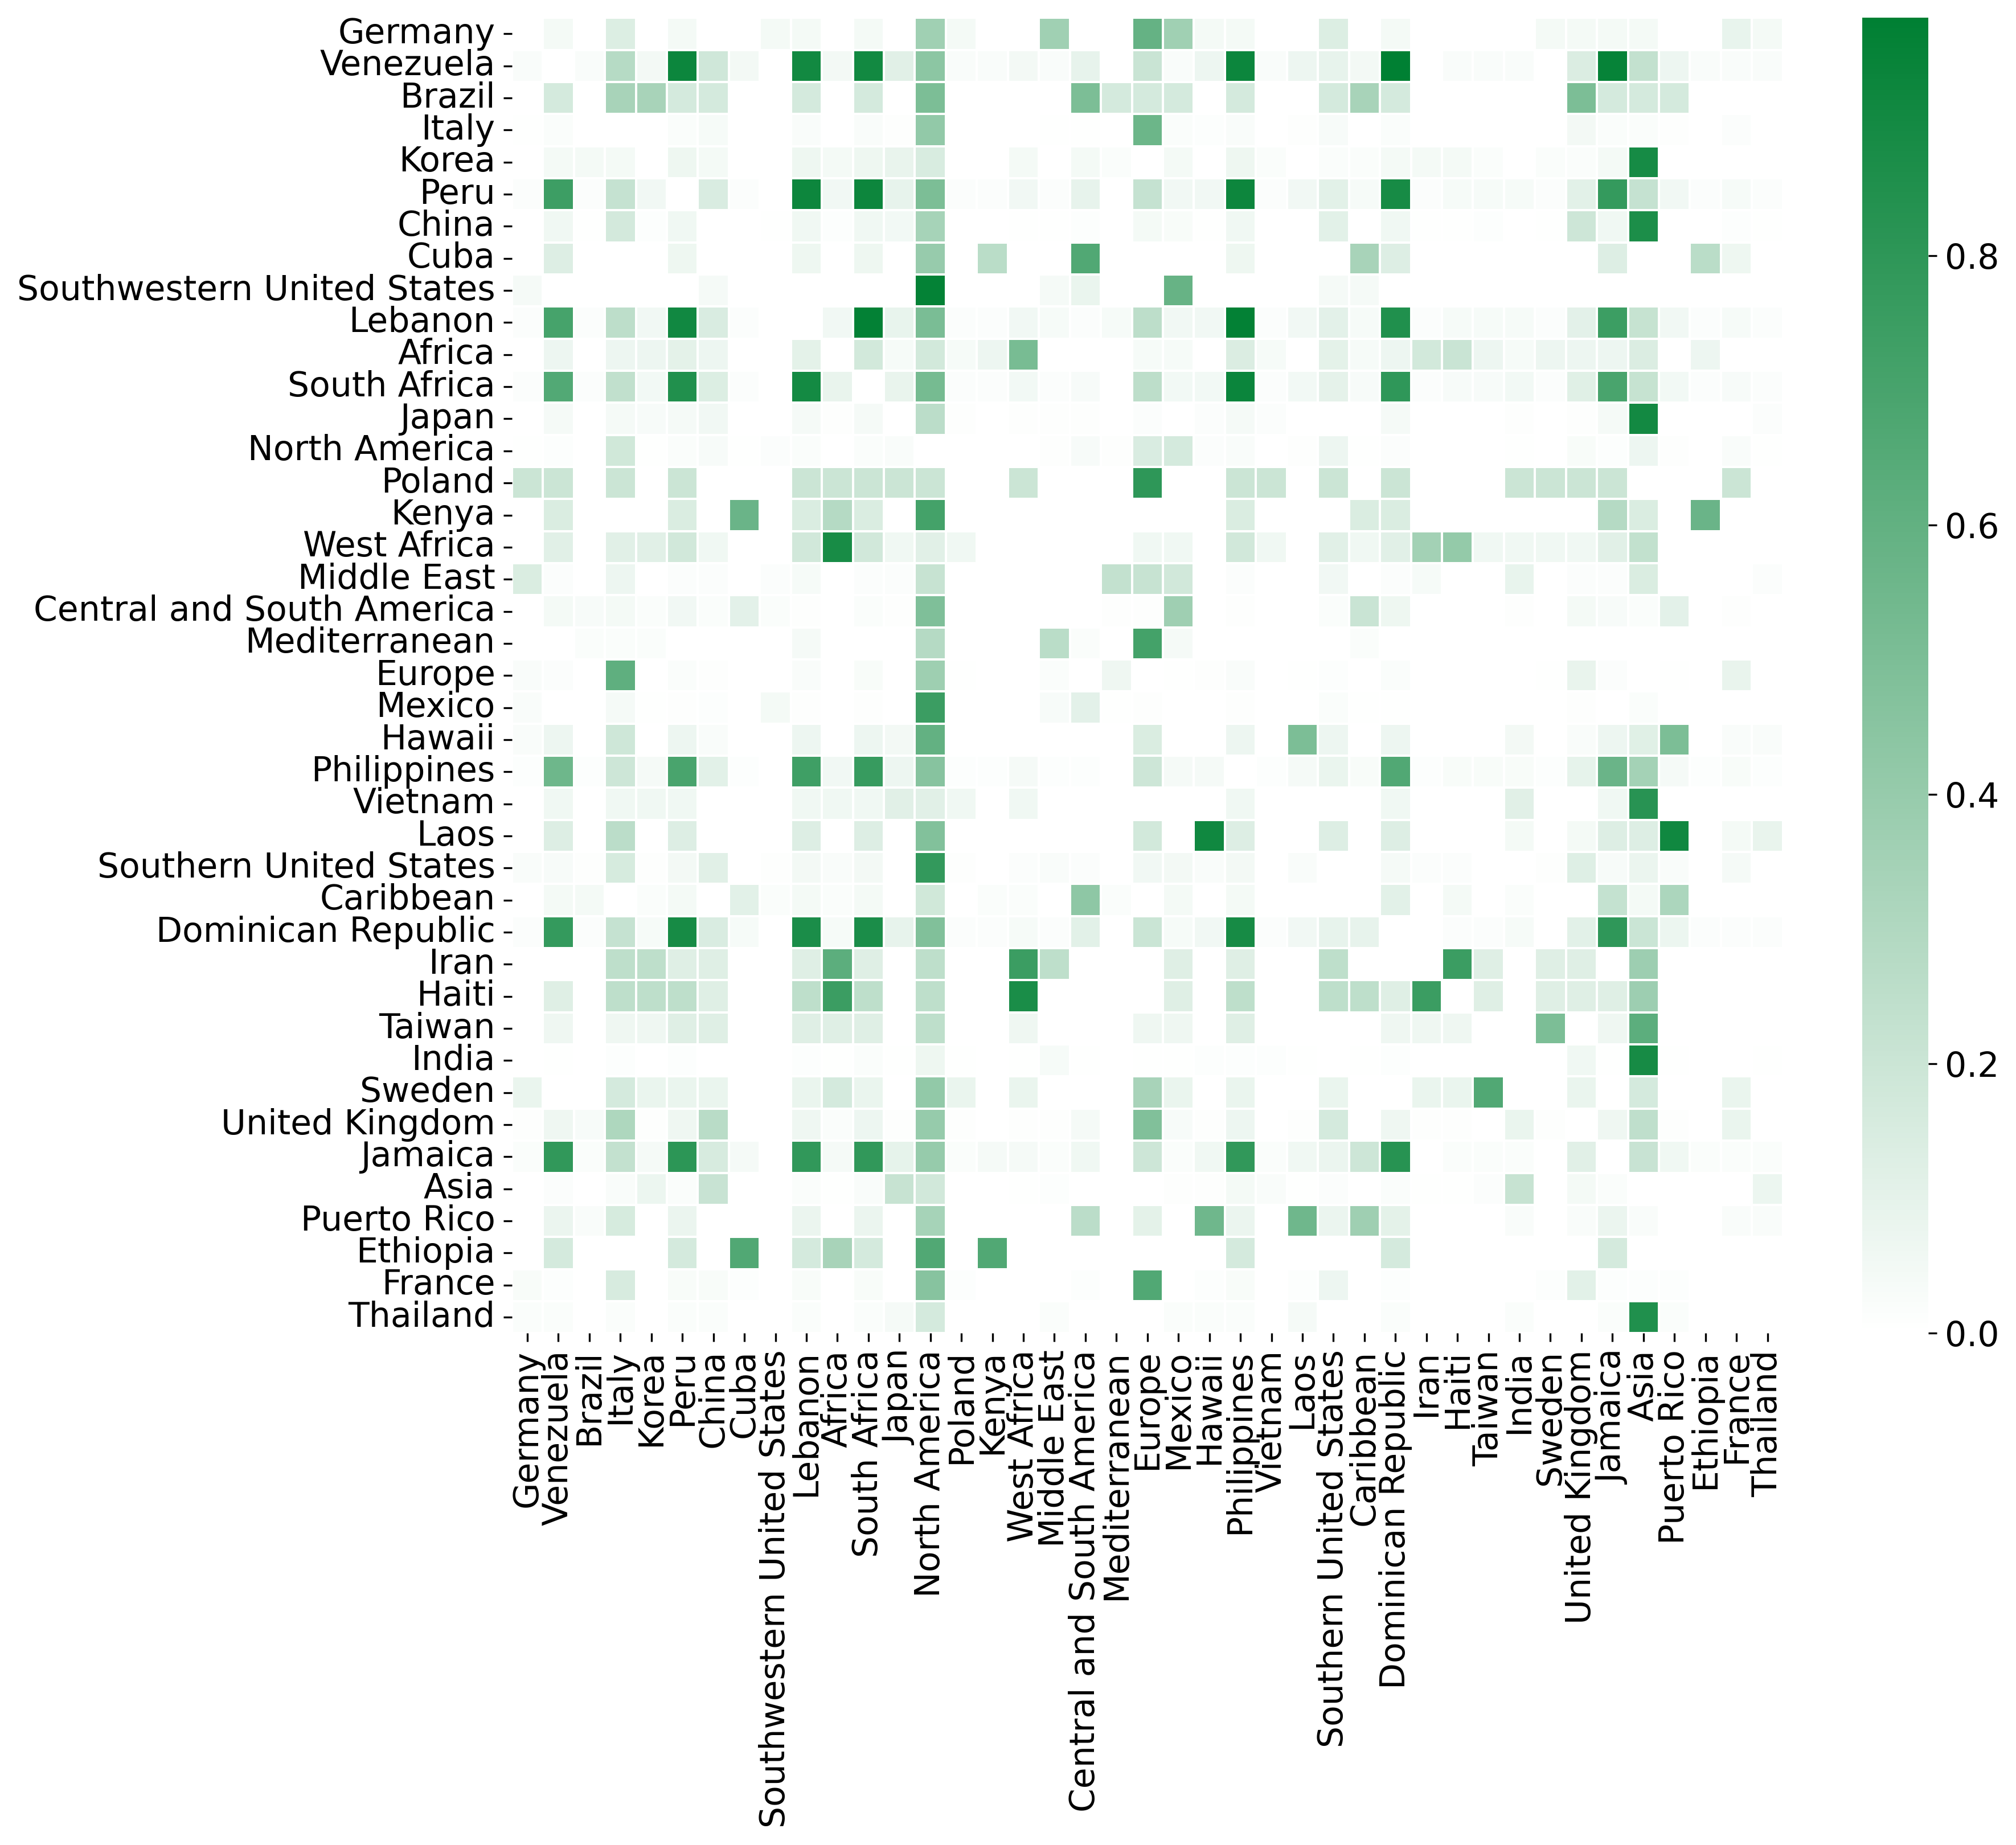 Germany
Venezuela
Brazil
Italy
Korea
Peru
China
Cuba
Southwestern United States
Lebanon
Africa
South Africa
Japan
North America
Poland
Kenya
West Africa
Middle East
Central and South America
Mediterranean
Europe
Mexico
Hawaii
Philippines
Vietnam
Laos
Southern United States
Caribbean
Dominican Republic
Iran
Haiti
Taiwan
India
Sweden
United Kingdom
Jamaica
Asia
Puerto Rico
Ethiopia
France
Thailand
Germany
Venezuela
Brazil
Italy
Korea
Peru
China
Cuba
Southwestern United States
Lebanon
Africa
South Africa
Japan
North America
Poland
Kenya
West Africa
Middle East
Central and South America
Mediterranean
Europe
Mexico
Hawaii
Philippines
Vietnam
Laos
Southern United States
Caribbean
Dominican Republic
Iran
Haiti
Taiwan
India
Sweden
United Kingdom
Jamaica
Asia
Puerto Rico
Ethiopia
France
Thailand
0.8
0.6
0.4
0.2
0.0